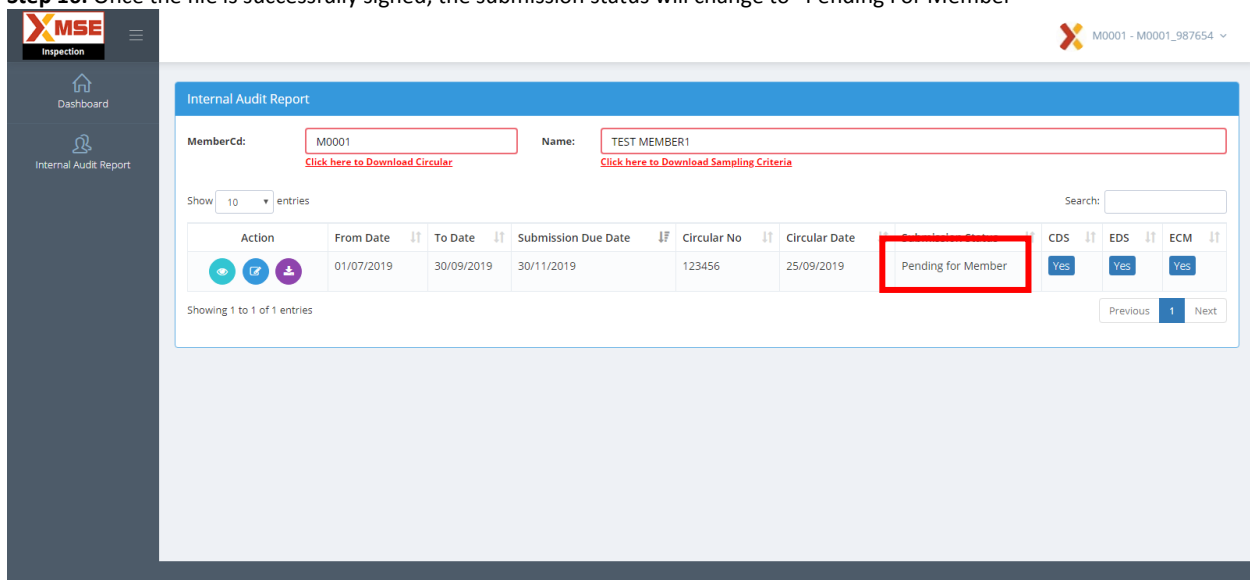 Step 10: Once the file is successfully signed, the submission status will change to "Pending For Member"
MSE
Inspection
M0001 - M0001_987654
Dashboard
Internal Audit Report
Internal Audit Report
MemberCd: M0001 Name: TEST MEMBER1
Click here to Download Circular Click here to Download Sampling Criteria
Show 10 entries Search:
Action From Date To Date Submission Due Date Circular No Circular Date Submission Status CDS EDS ECM
01/07/2019 30/09/2019 30/11/2019 123456 25/09/2019 Pending for Member Yes Yes Yes
Showing 1 to 1 of 1 entries Previous 1 Next